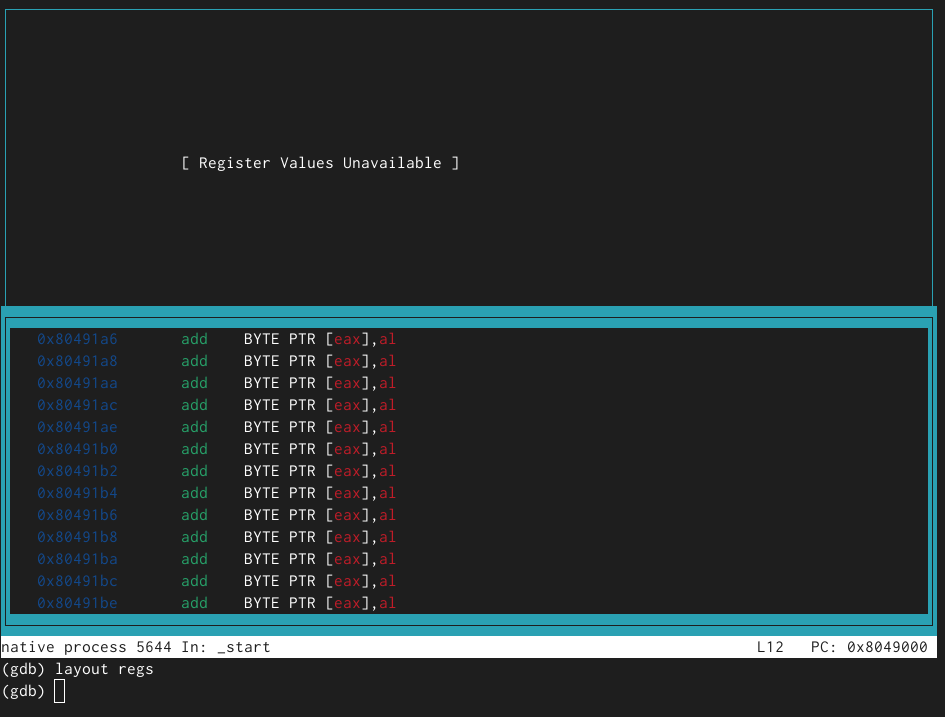 [ Register Values Unavailable ]
0x80491a6 add BYTE PTR [eax],al
0x80491a8 add BYTE PTR [eax],al
0x80491aa add BYTE PTR [eax],al
0x80491ac add BYTE PTR [eax],al
0x80491ae add BYTE PTR [eax],al
0x80491b0 add BYTE PTR [eax],al
0x80491b2 add BYTE PTR [eax],al
0x80491b4 add BYTE PTR [eax],al
0x80491b6 add BYTE PTR [eax],al
0x80491b8 add BYTE PTR [eax],al
0x80491ba add BYTE PTR [eax],al
0x80491bc add BYTE PTR [eax],al
0x80491be add BYTE PTR [eax],al
native process 5644 In: _start L12 PC: 0x8049000
(gdb) layout regs
(gdb)